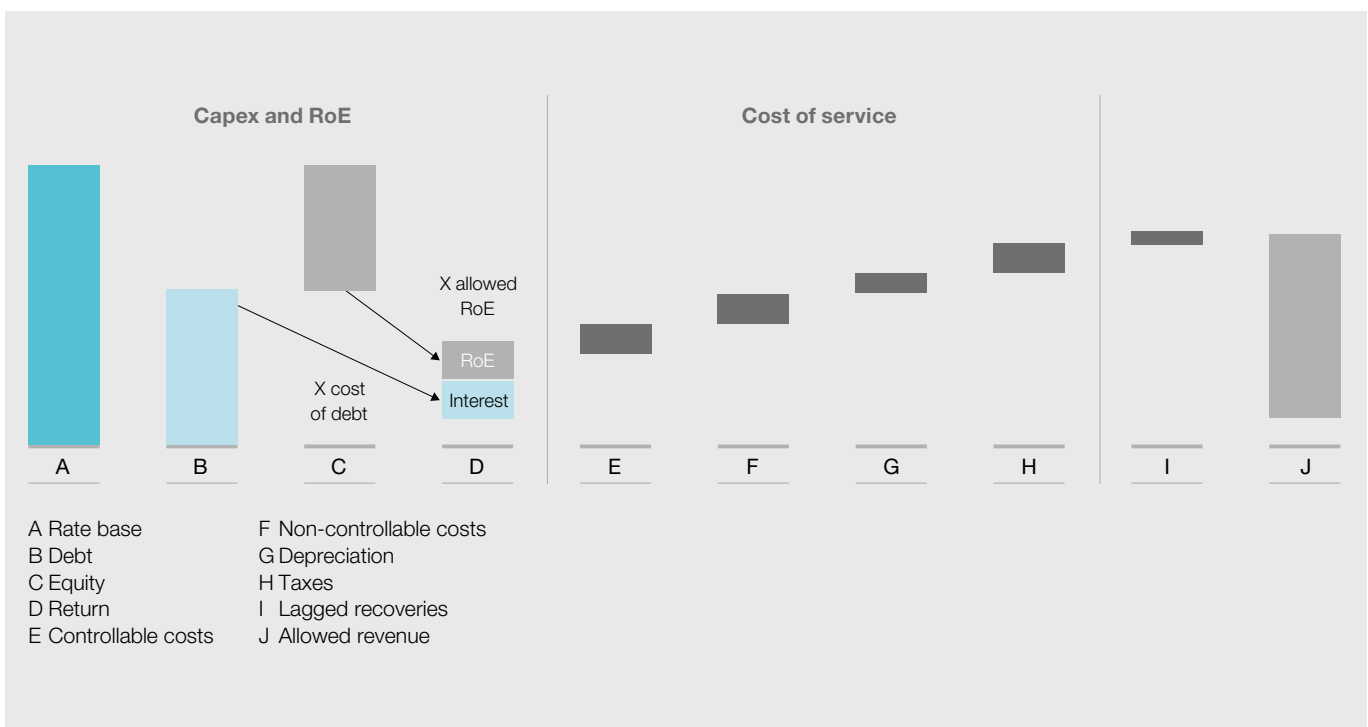 Capex and RoE
Cost of service
X allowed
RoE
RoE
X cost
of debt
Interest
A
B
C
D
E
F
G
H
I
J
A Rate base
B Debt
C Equity
D Return
E Controllable costs
F Non-controllable costs
G Depreciation
H Taxes
I Lagged recoveries
J Allowed revenue